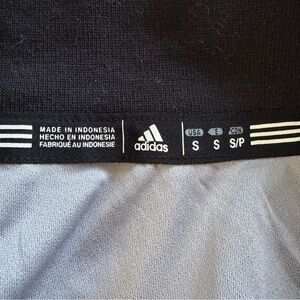 MADE IN INDONESIA
HECHO EN INDONESIA
FABRIQUÉ AU INDONESIE
adidas
USA E CDN
S S S/P